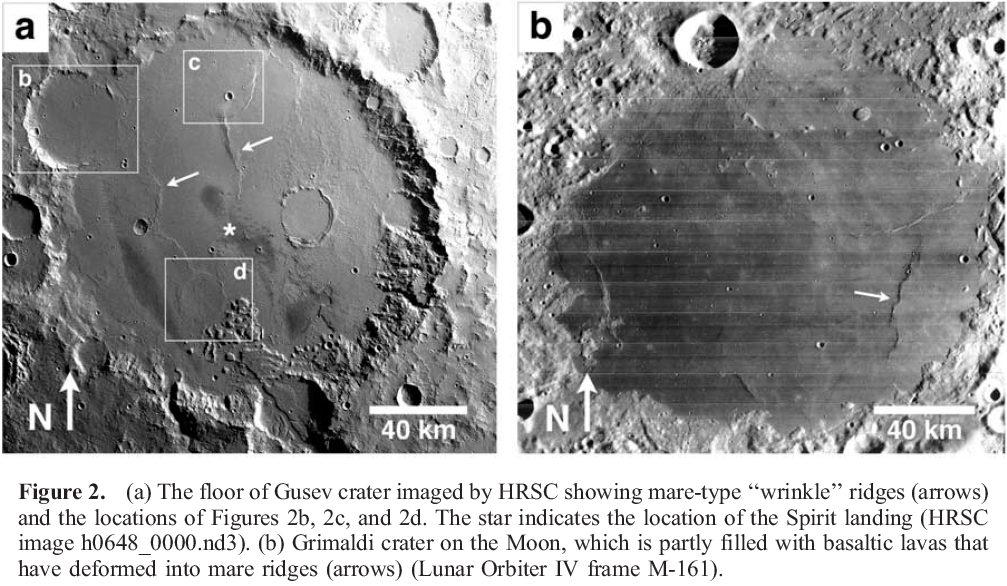 a
b
c
d
*
N
40 km
b
N
40 km
Figure 2. (a) The floor of Gusev crater imaged by HRSC showing mare-type ‘‘wrinkle’’ ridges (arrows)
and the locations of Figures 2b, 2c, and 2d. The star indicates the location of the Spirit landing (HRSC
image h0648_0000.nd3). (b) Grimaldi crater on the Moon, which is partly filled with basaltic lavas that
have deformed into mare ridges (arrows) (Lunar Orbiter IV frame M-161).